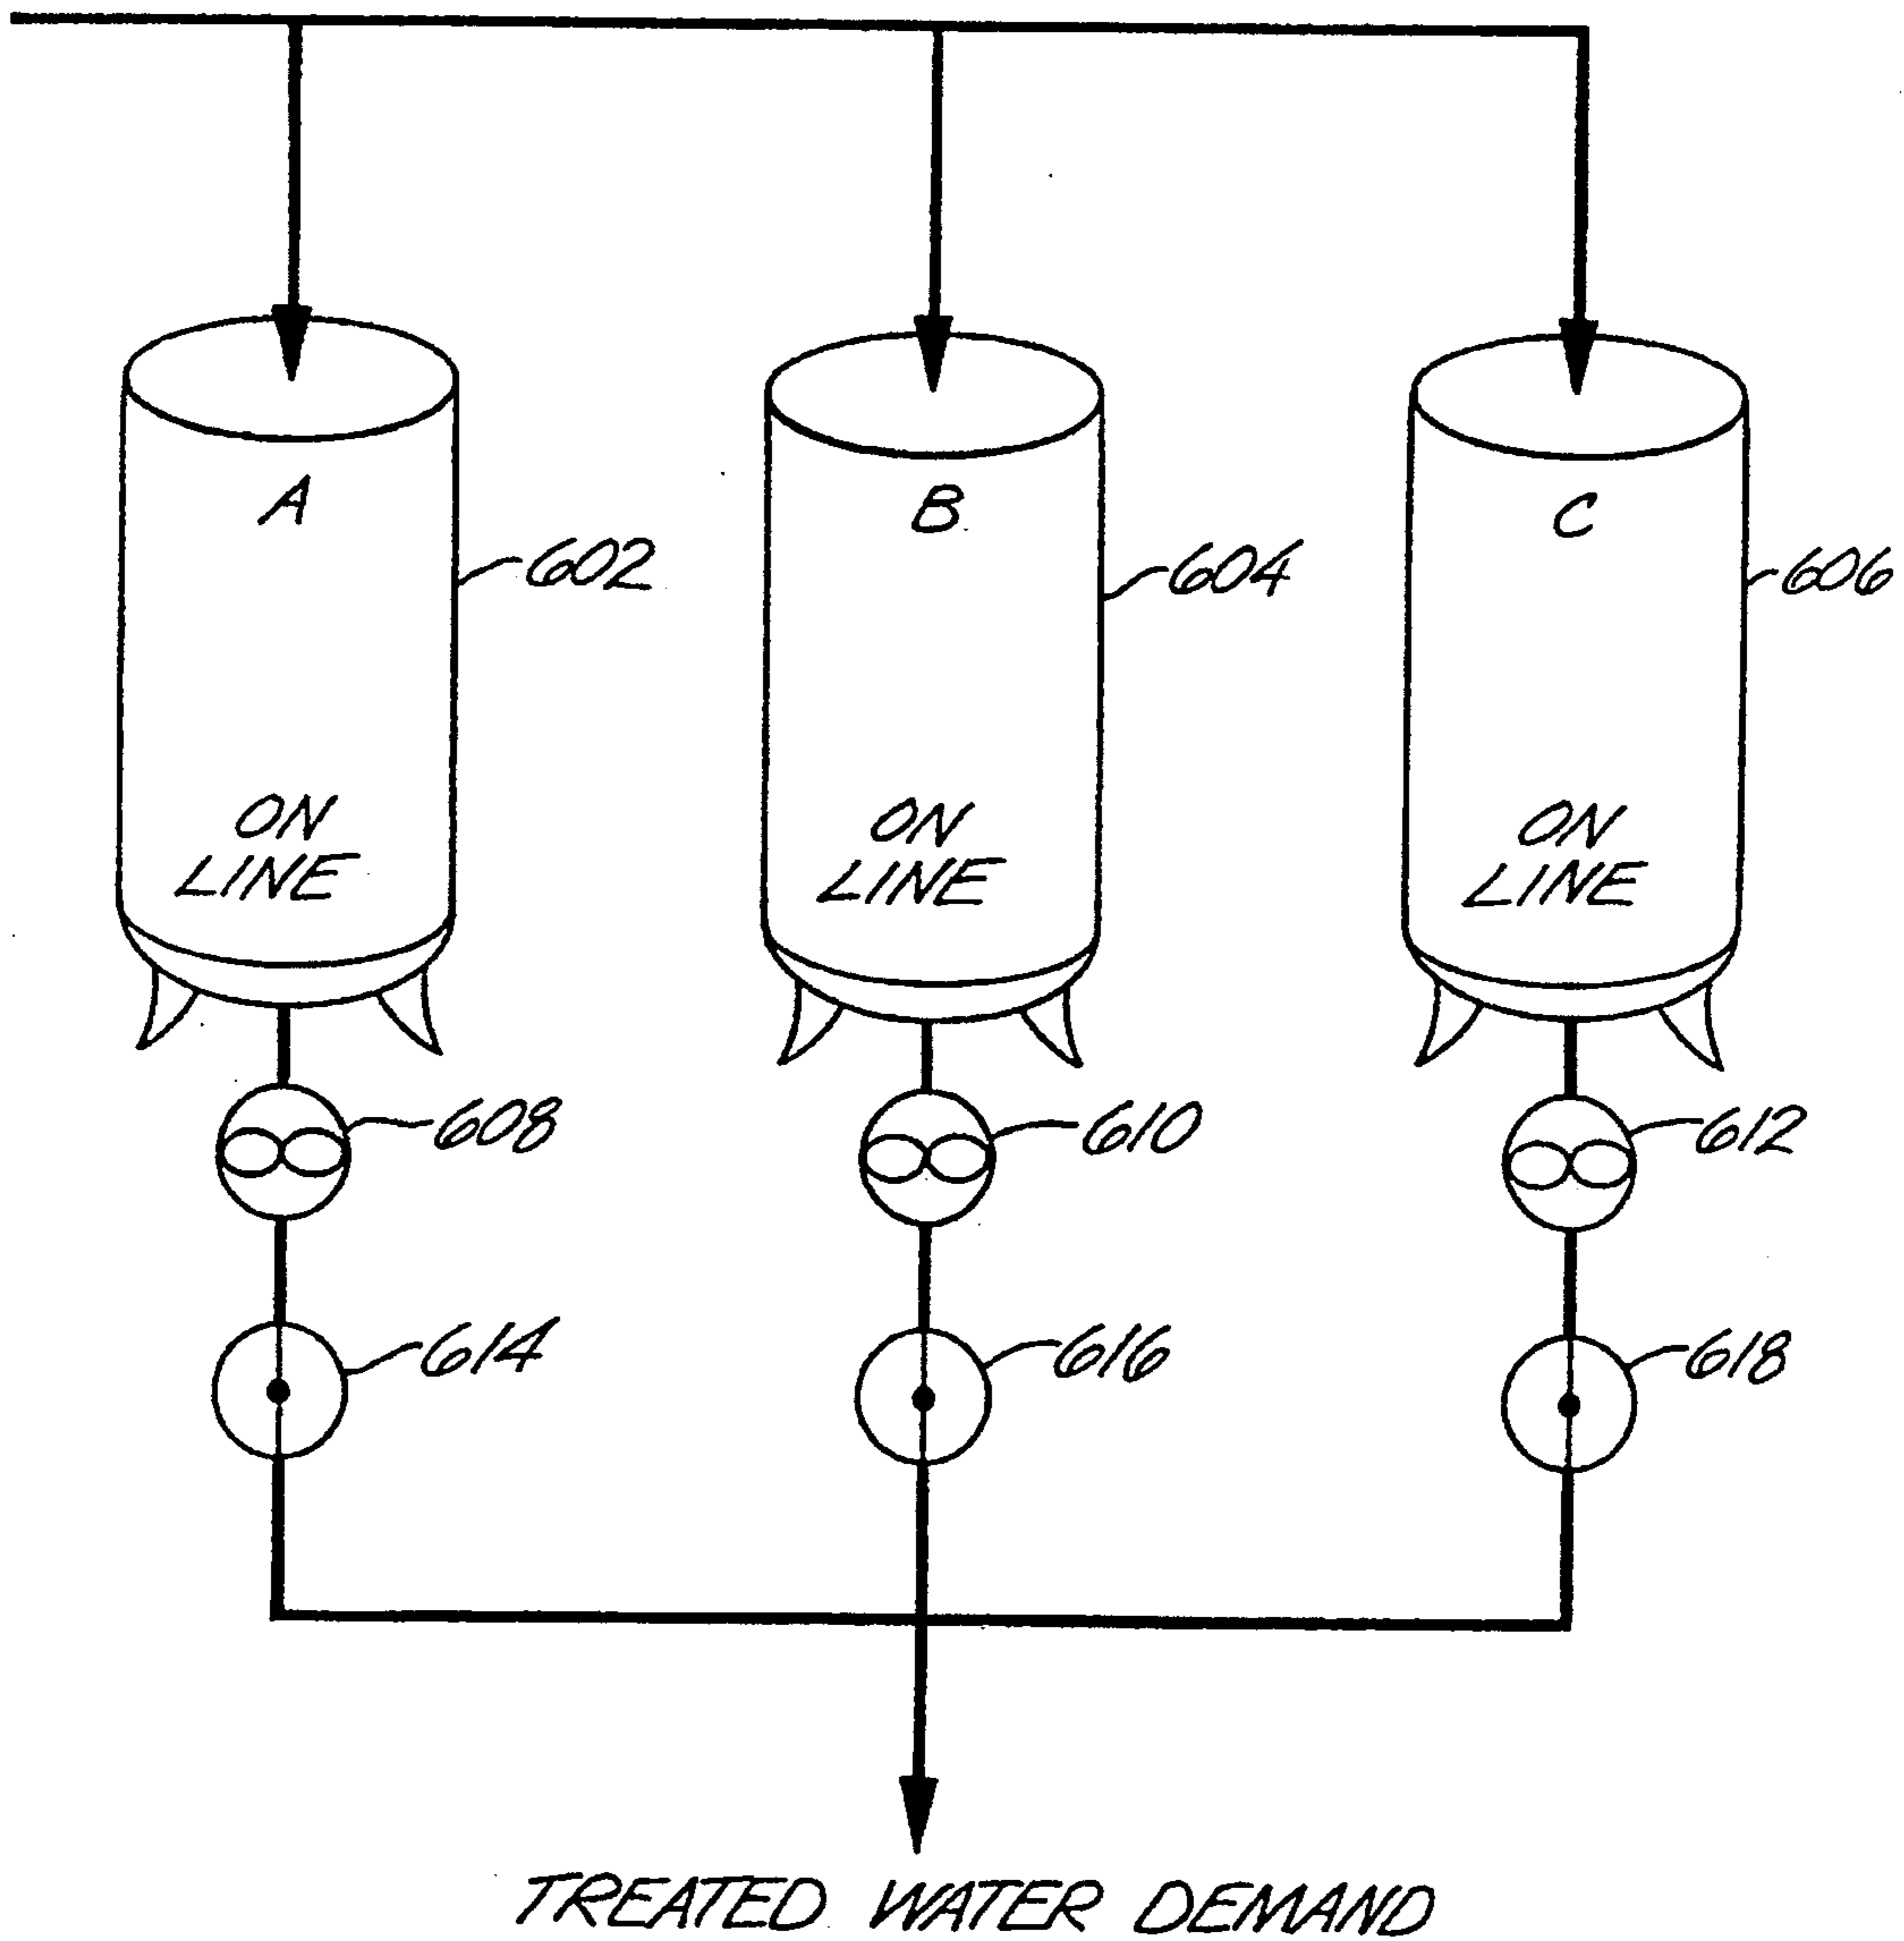 A
B
C
602
604
606
ON
LINE
ON
LINE
ON
LINE
608
610
612
614
616
618
TREATED WATER DEMAND